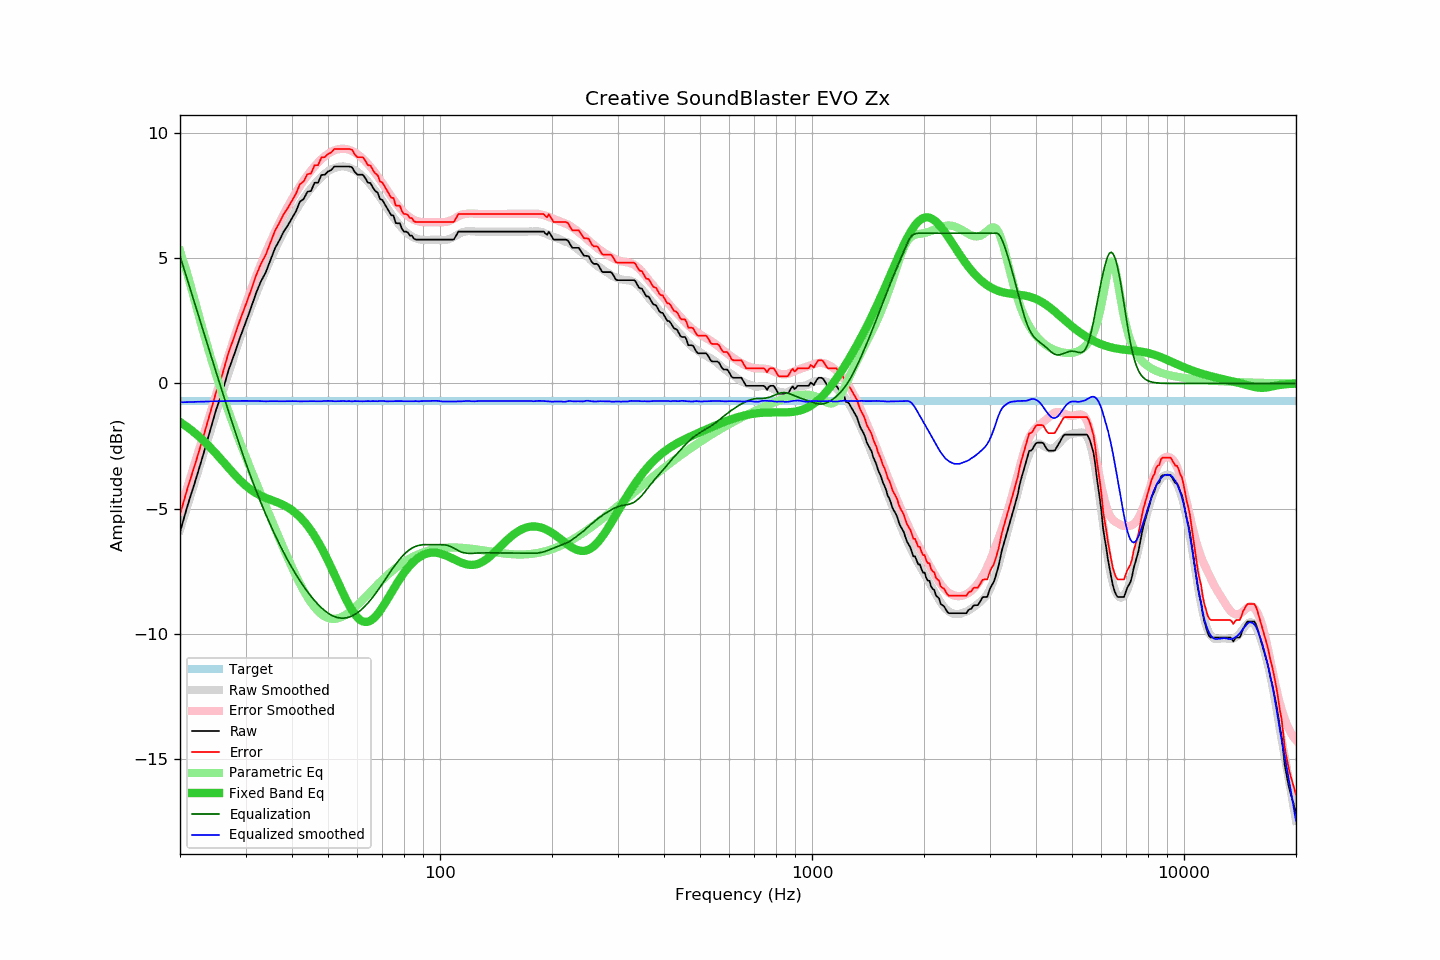 Creative SoundBlaster EVO Zx
10
5
0
−5
−10
−15
Amplitude (dBr)
Target
Raw Smoothed
Error Smoothed
Raw
Error
Parametric Eq
Fixed Band Eq
Equalization
Equalized smoothed
100
1000
10000
Frequency (Hz)